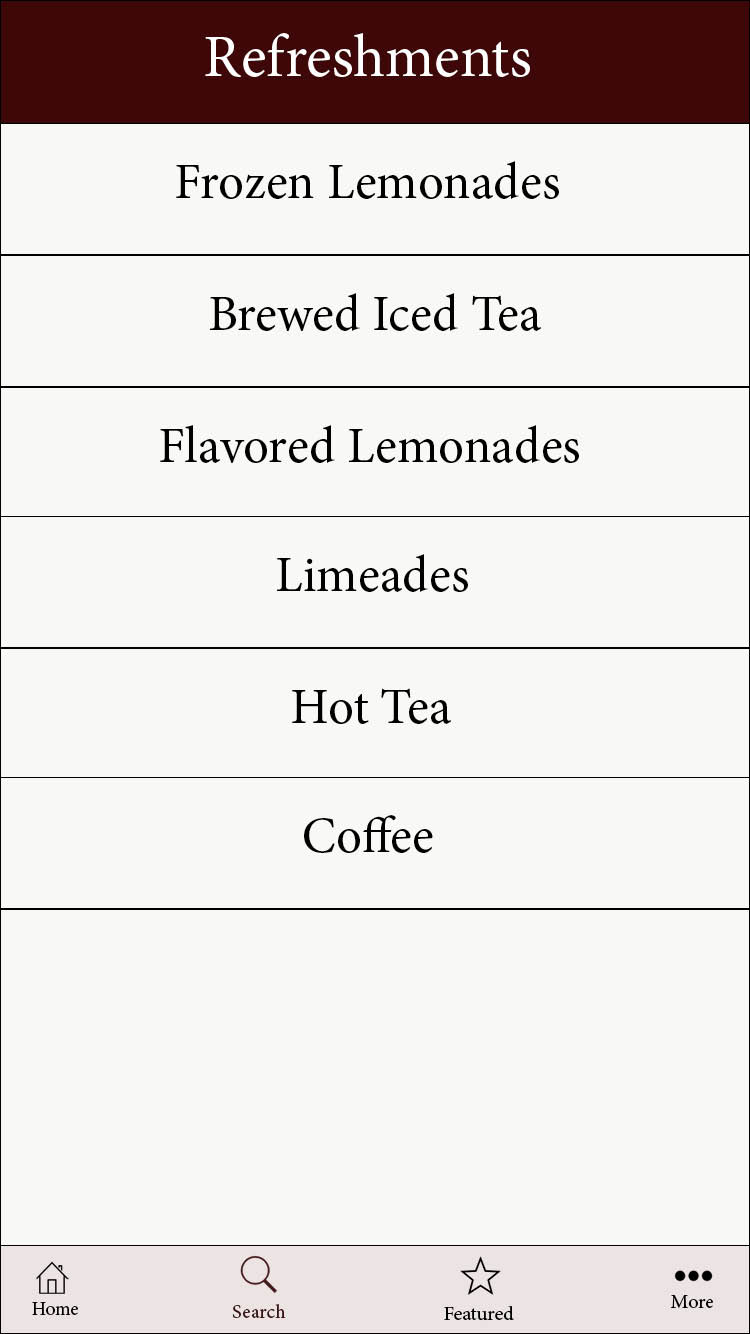 Refreshments
Frozen Lemonades
Brewed Iced Tea
Flavored Lemonades
Limeades
Hot Tea
Coffee
Home
Search
Featured
More